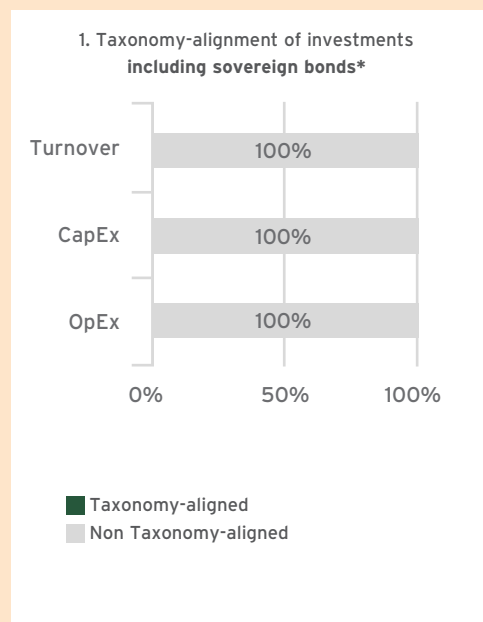 1. Taxonomy-alignment of investments
including sovereign bonds*
Turnover
100%
CapEx
100%
OpEx
100%
0%
50%
100%
Taxonomy-aligned
Non Taxonomy-aligned